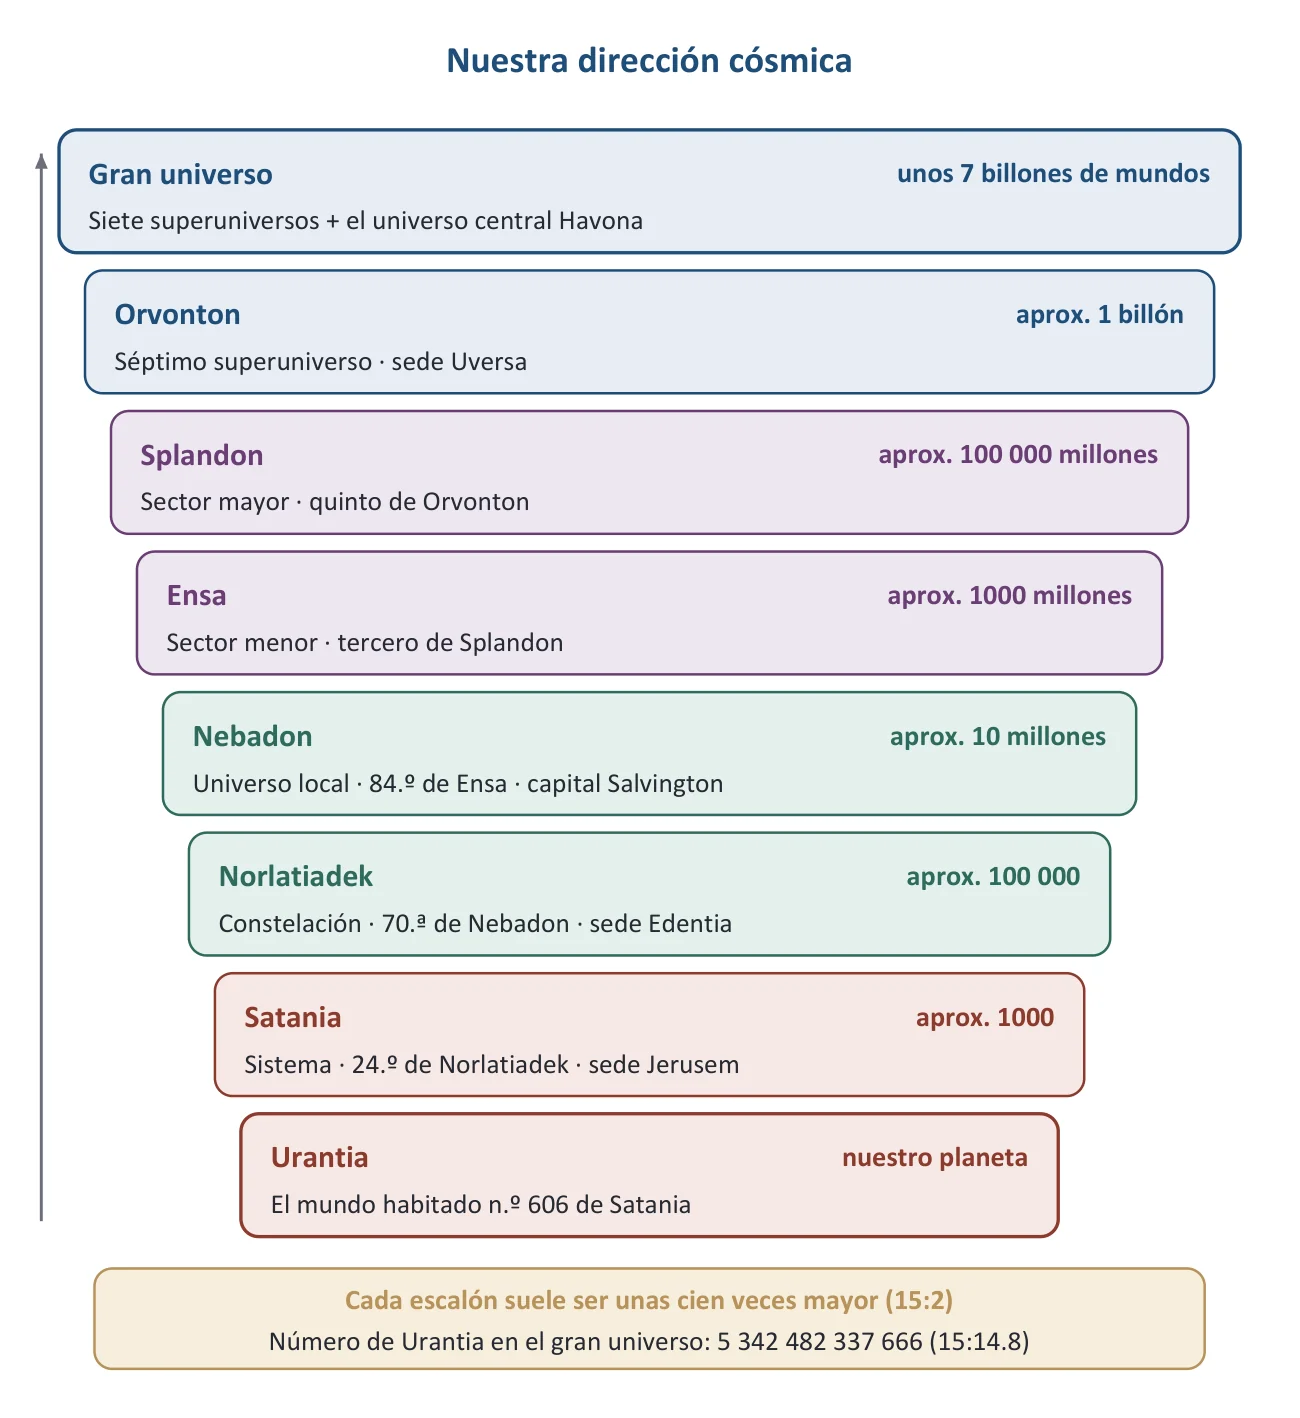 Nuestra dirección cósmica
Gran universo
unos 7 billones de mundos
Siete superuniversos + el universo central Havona
Orvonton
aprox. 1 billón
Séptimo superuniverso · sede Uversa
Splandon
aprox. 100 000 millones
Sector mayor · quinto de Orvonton
Ensa
aprox. 1000 millones
Sector menor · tercero de Splandon
Nebadon
aprox. 10 millones
Universo local · 84.º de Ensa · capital Salvington
Norlatiadek
aprox. 100 000
Constelación · 70.ª de Nebadon · sede Edentia
Satania
aprox. 1000
Sistema · 24.º de Norlatiadek · sede Jerusem
Urantia
nuestro planeta
El mundo habitado n.º 606 de Satania
Cada escalón suele ser unas cien veces mayor (15:2)
Número de Urantia en el gran universo: 5 342 482 337 666 (15:14.8)